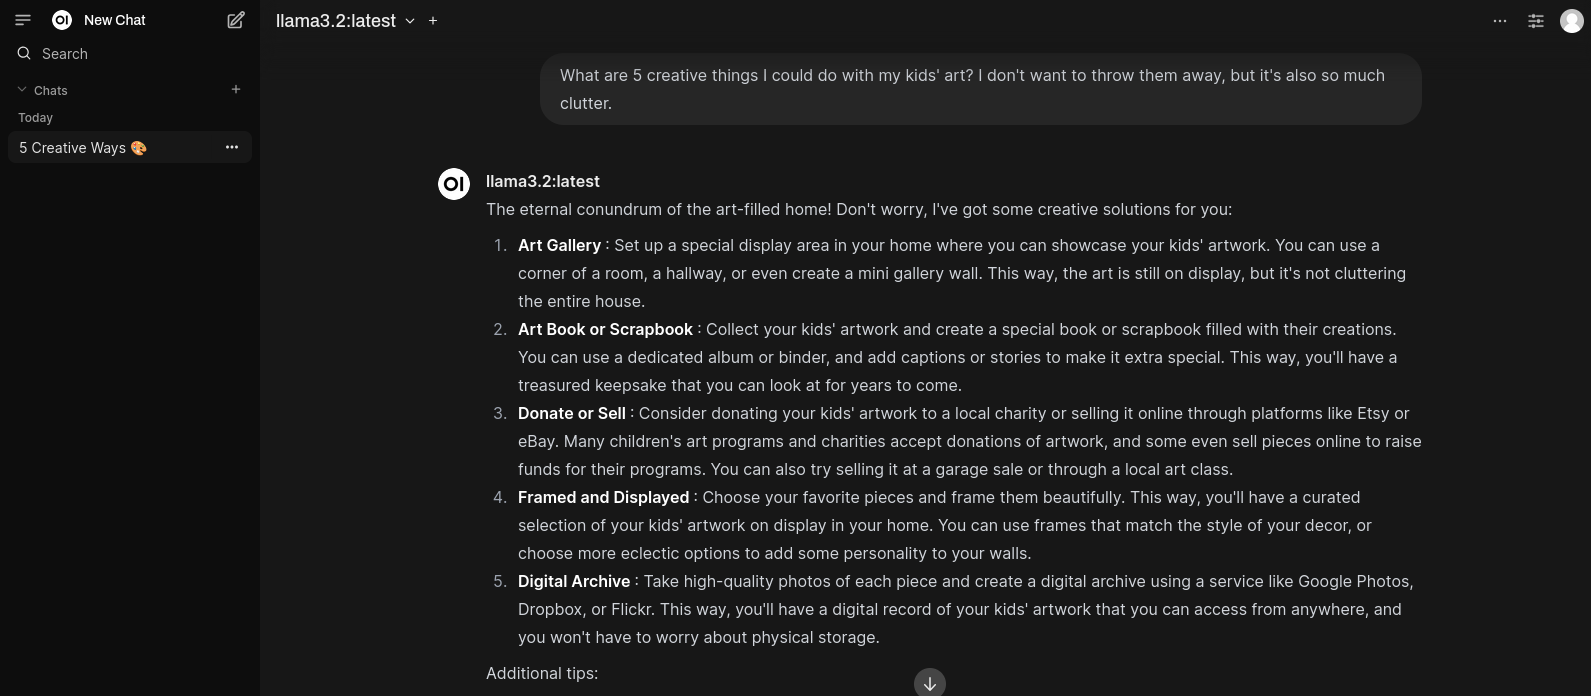 New Chat
llama3.2:latest
Search
Chats
Today
5 Creative Ways 🎨
What are 5 creative things I could do with my kids' art? I don't want to throw them away, but it's also so much
clutter.
OI
llama3.2:latest
The eternal conundrum of the art-filled home! Don't worry, I've got some creative solutions for you:
1. Art Gallery : Set up a special display area in your home where you can showcase your kids' artwork. You can use a
corner of a room, a hallway, or even create a mini gallery wall. This way, the art is still on display, but it's not cluttering
the entire house.
2. Art Book or Scrapbook : Collect your kids' artwork and create a special book or scrapbook filled with their creations.
You can use a dedicated album or binder, and add captions or stories to make it extra special. This way, you'll have a
treasured keepsake that you can look at for years to come.
3. Donate or Sell : Consider donating your kids' artwork to a local charity or selling it online through platforms like Etsy or
eBay. Many children's art programs and charities accept donations of artwork, and some even sell pieces online to raise
funds for their programs. You can also try selling it at a garage sale or through a local art class.
4. Framed and Displayed : Choose your favorite pieces and frame them beautifully. This way, you'll have a curated
selection of your kids' artwork on display in your home. You can use frames that match the style of your decor, or
choose more eclectic options to add some personality to your walls.
5. Digital Archive : Take high-quality photos of each piece and create a digital archive using a service like Google Photos,
Dropbox, or Flickr. This way, you'll have a digital record of your kids' artwork that you can access from anywhere, and
you won't have to worry about physical storage.
Additional tips: